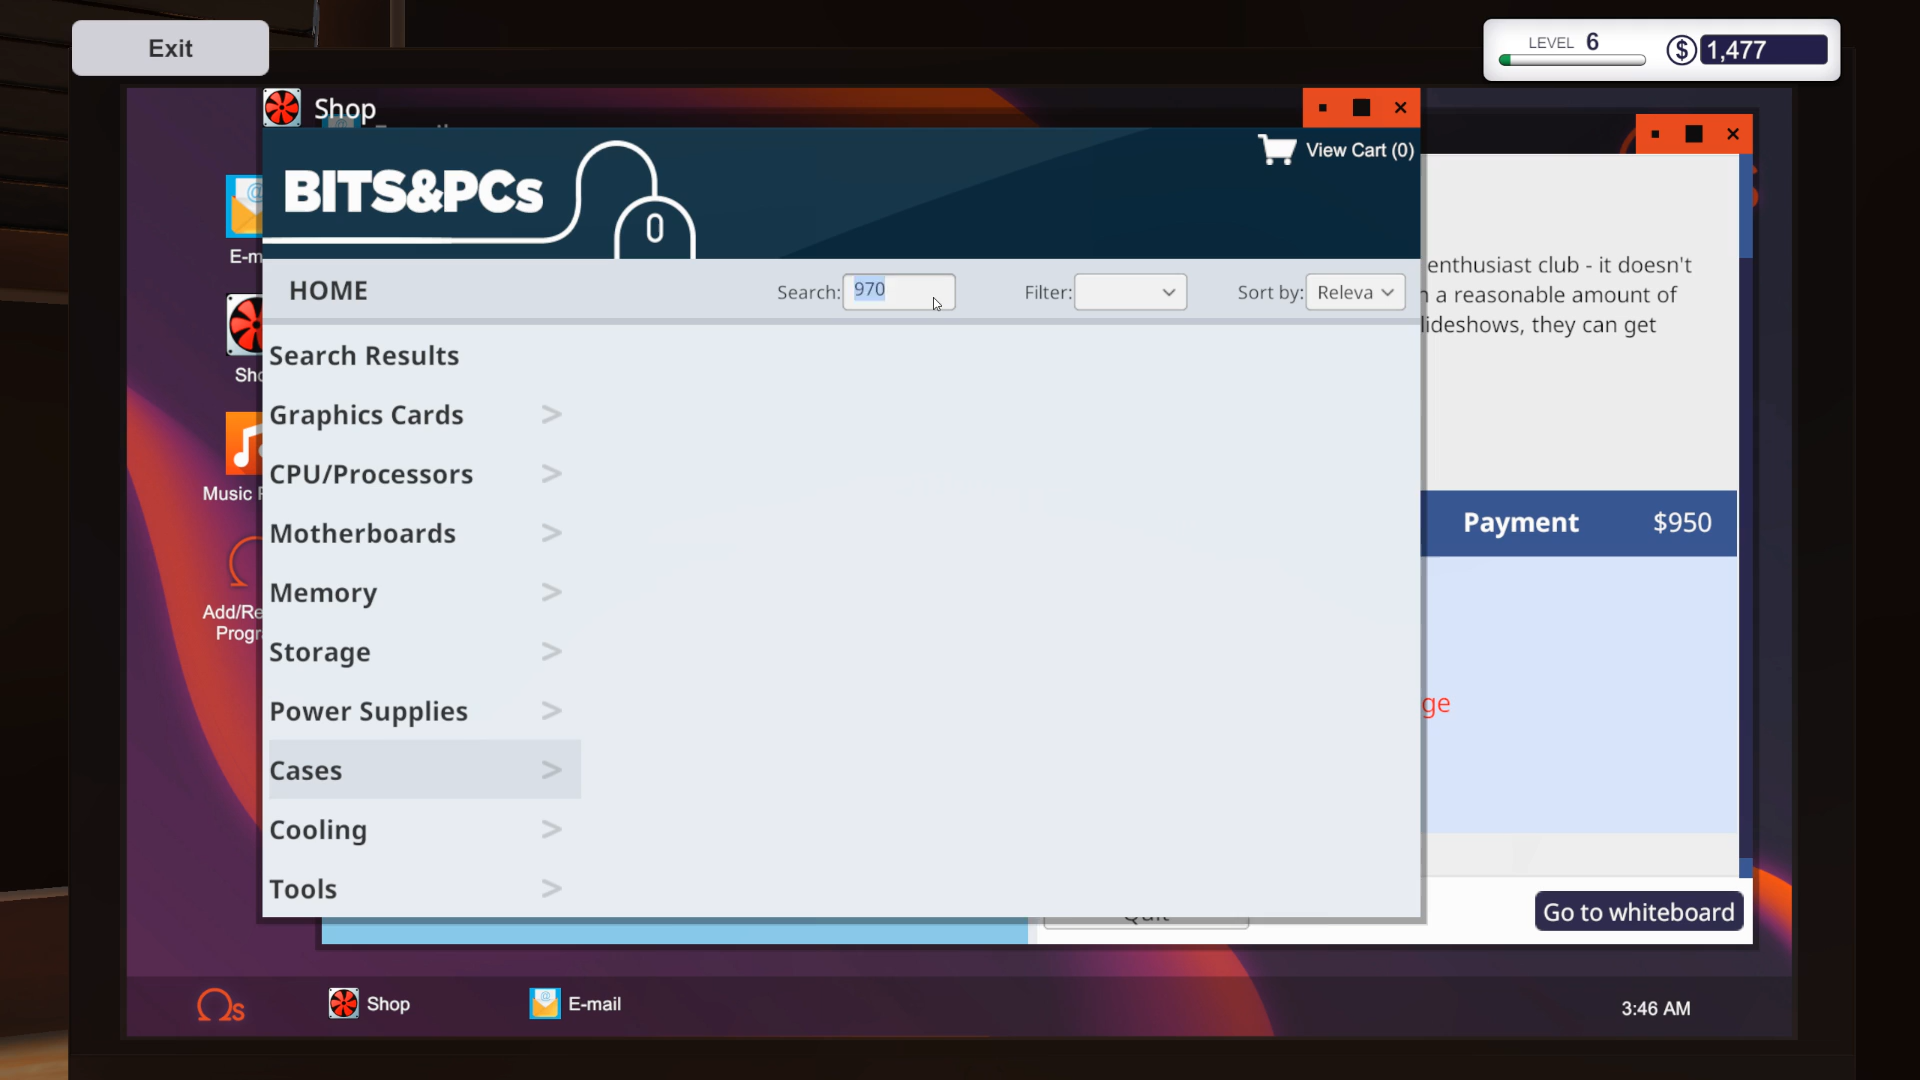 Exit
LEVEL 6
$ 1,477
Shop
View Cart (0)
BITS&PCs
HOME
Search: 970
Filter:
Sort by: Releva
Search Results
Graphics Cards >
CPU/Processors >
Motherboards >
Memory >
Storage >
Power Supplies >
Cases >
Cooling >
Tools >
E-m
Sho
Music
Add/Re
Progr
enthusiast club - it doesn't
a reasonable amount of
lideshows, they can get
Payment $950
ge
Quit
Go to whiteboard
Ωs
Shop
E-mail
3:46 AM